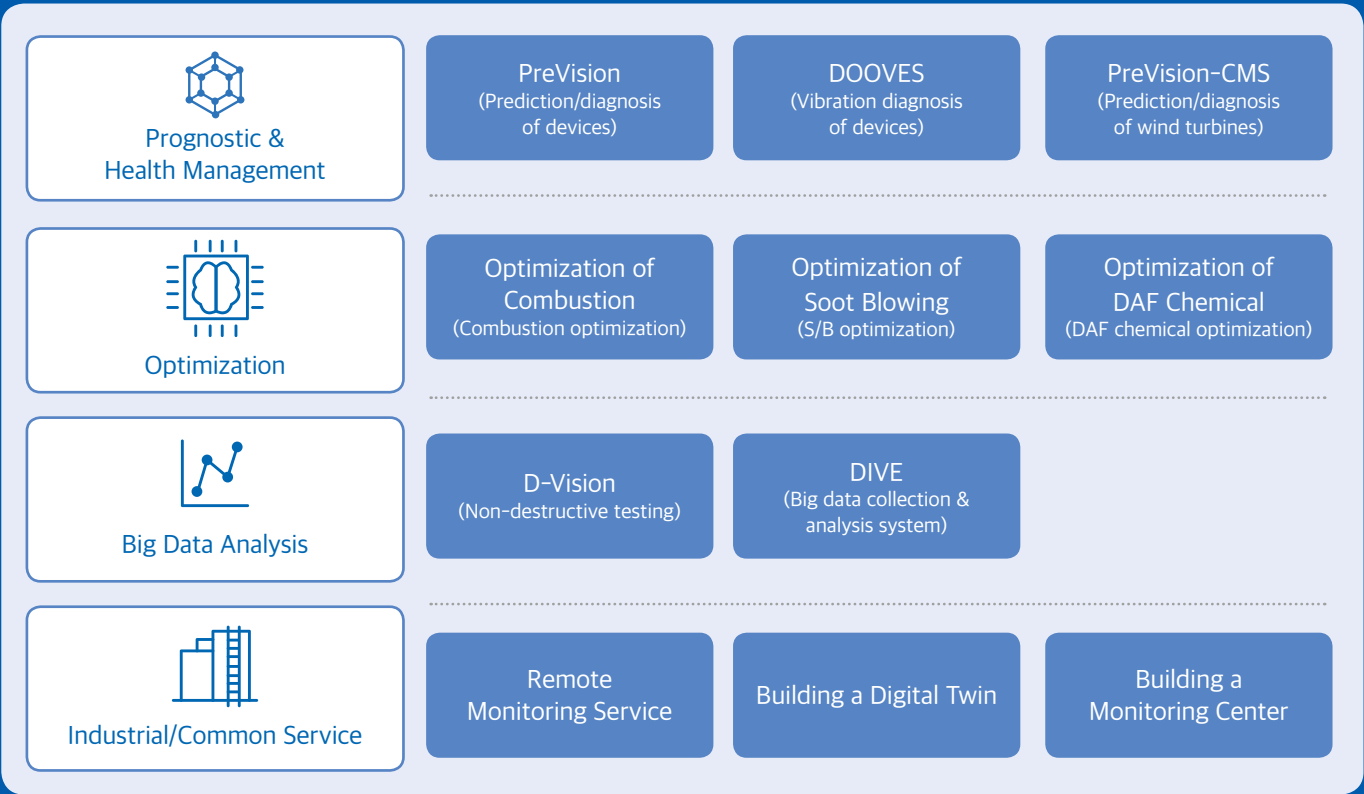 Prognostic &
Health Management
PreVision
(Prediction/diagnosis
of devices)
DOOVES
(Vibration diagnosis
of devices)
PreVision-CMS
(Prediction/diagnosis
of wind turbines)
Optimization
Optimization of
Combustion
(Combustion optimization)
Optimization of
Soot Blowing
(S/B optimization)
Optimization of
DAF Chemical
(DAF chemical optimization)
Big Data Analysis
D-Vision
(Non-destructive testing)
DIVE
(Big data collection &
analysis system)
Industrial/Common Service
Remote
Monitoring Service
Building a Digital Twin
Building a
Monitoring Center